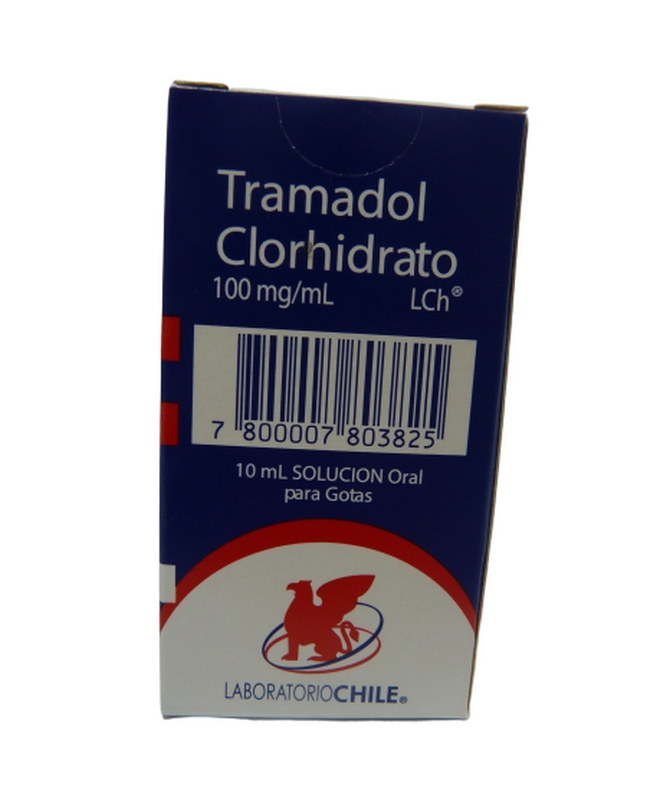 Tramadol
Clorhidrato
100 mg/mL LCh®
7 800007 803825
10 mL SOLUCION Oral
para Gotas
LABORATORIOCHILE®